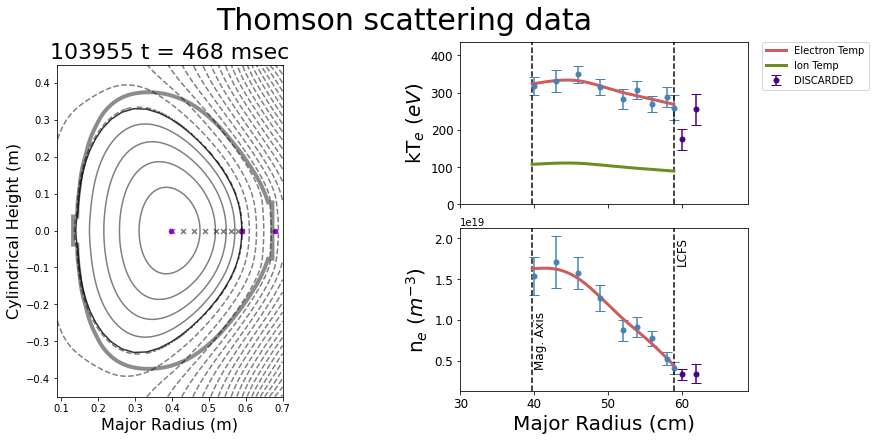 Thomson scattering data
103955 t = 468 msec
Cylindrical Height (m)
0.4
0.3
0.2
0.1
0.0
−0.1
−0.2
−0.3
−0.4
0.1 0.2 0.3 0.4 0.5 0.6 0.7
Major Radius (m)
kTe (eV)
400
300
200
100
0
Electron Temp
Ion Temp
DISCARDED
1e19
ne (m−3)
2.0
1.5
1.0
0.5
Mag. Axis
LCFS
30 40 50 60
Major Radius (cm)